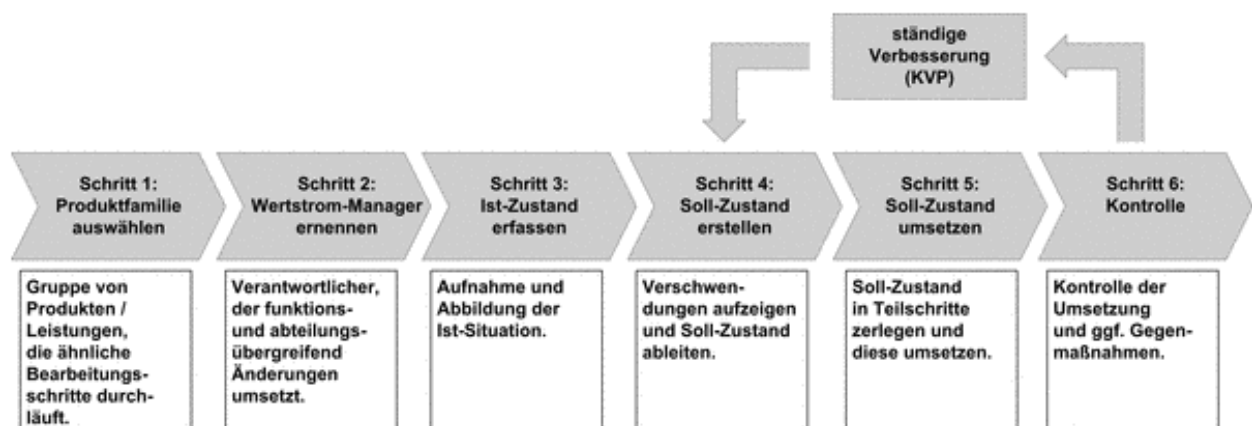 ständige
Verbesserung
(KVP)
Schritt 1:
Produktfamilie
auswählen
Schritt 2:
Wertstrom-Manager
ernennen
Schritt 3:
Ist-Zustand
erfassen
Schritt 4:
Soll-Zustand
erstellen
Schritt 5:
Soll-Zustand
umsetzen
Schritt 6:
Kontrolle
Gruppe von
Produkten /
Leistungen,
die ähnliche
Bearbeitungs-
schritte durch-
läuft.
Verantwortlicher,
der funktions-
und abteilungs-
übergreifend
Änderungen
umsetzt.
Aufnahme und
Abbildung der
Ist-Situation.
Verschwen-
dungen aufzeigen
und Soll-Zustand
ableiten.
Soll-Zustand
in Teilschritte
zerlegen und
diese umsetzen.
Kontrolle der
Umsetzung
und ggf. Gegen-
maßnahmen.